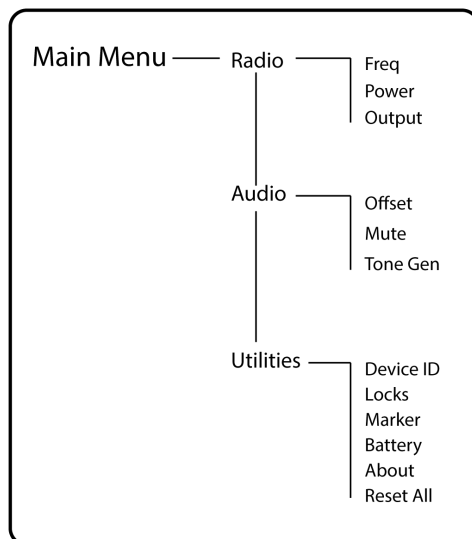 Main Menu
Radio
Freq
Power
Output
Audio
Offset
Mute
Tone Gen
Utilities
Device ID
Locks
Marker
Battery
About
Reset All